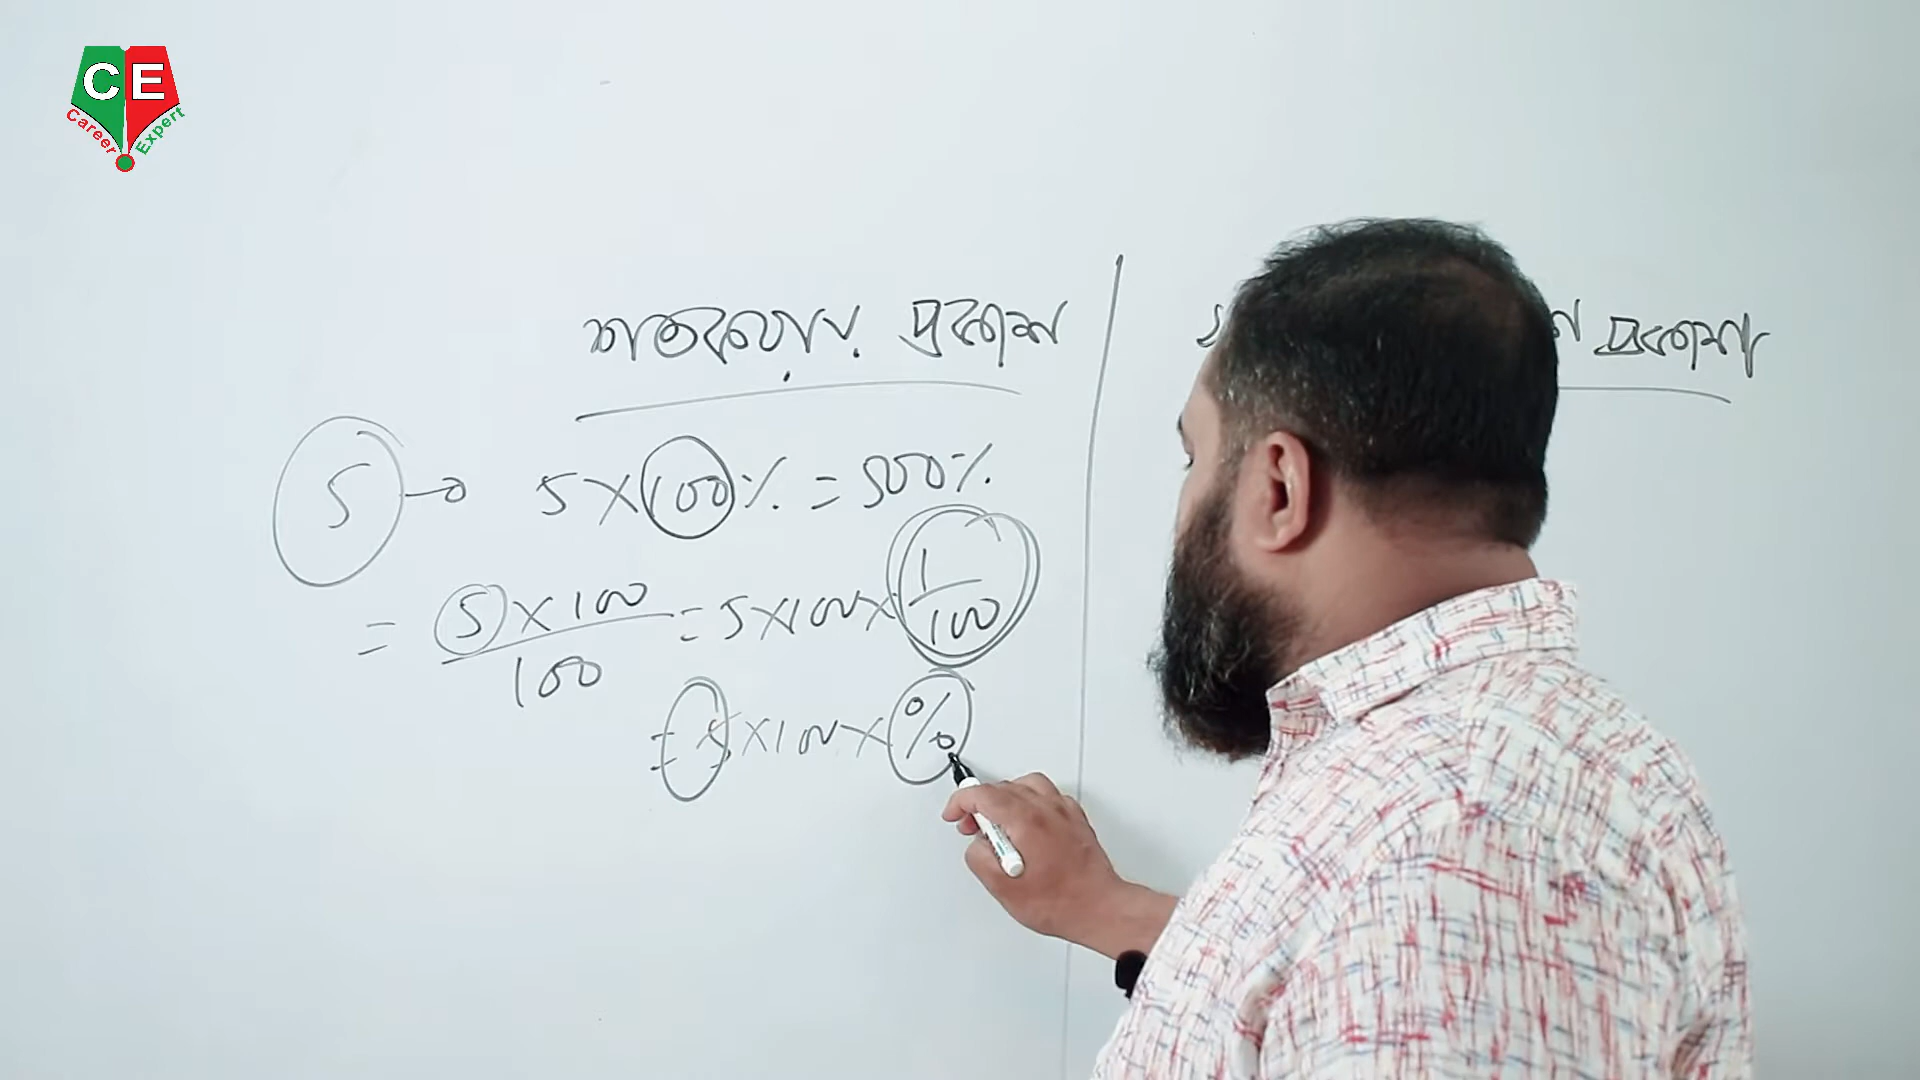 CE
Career Expert
শতকরায় প্রকাশ
প্রকাশ
5 → 5 × 100% = 500%
= 5 × 100 / 100 = 5 × 100 × 1/100
= 5 × 100 × %